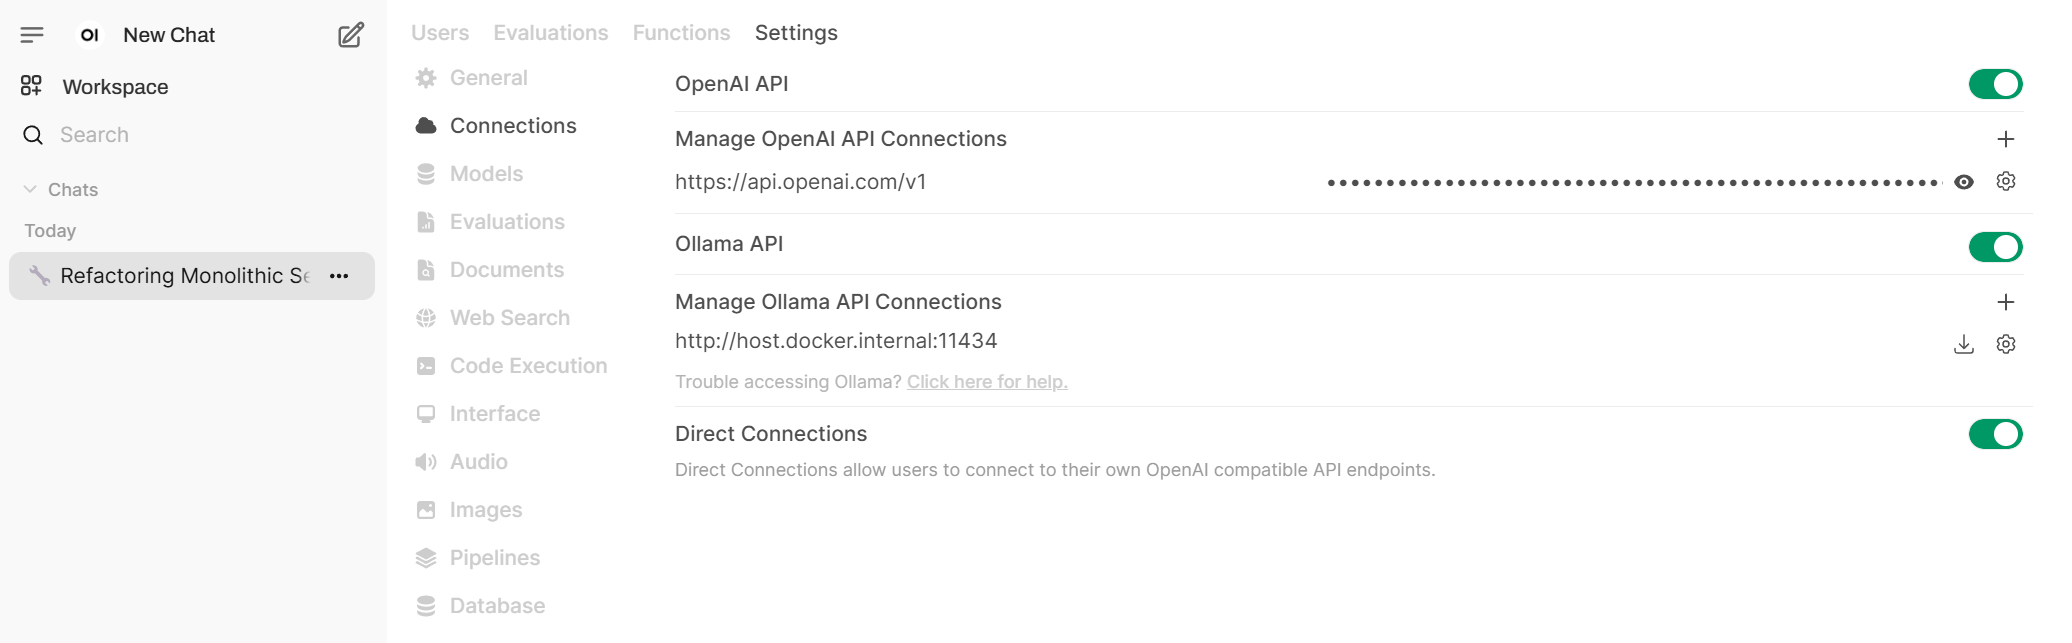 OI New Chat
Workspace
Search
Chats
Today
Refactoring Monolithic Se
Users Evaluations Functions Settings
General
Connections
Models
Evaluations
Documents
Web Search
Code Execution
Interface
Audio
Images
Pipelines
Database
OpenAI API
Manage OpenAI API Connections
https://api.openai.com/v1
Ollama API
Manage Ollama API Connections
http://host.docker.internal:11434
Trouble accessing Ollama? Click here for help.
Direct Connections
Direct Connections allow users to connect to their own OpenAI compatible API endpoints.